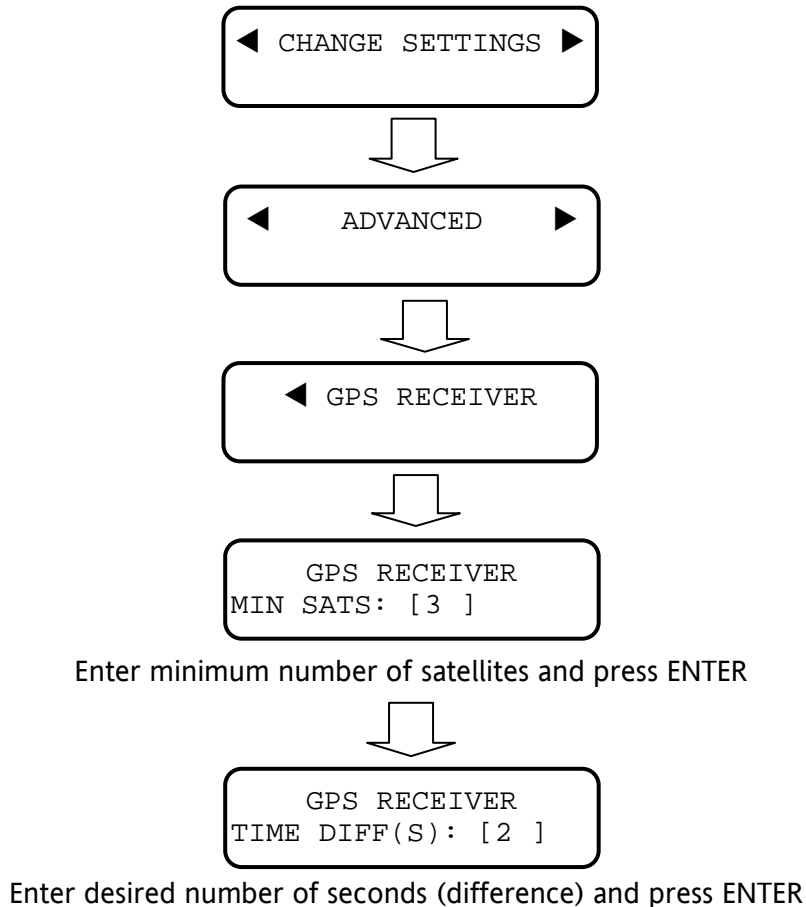 ◀ CHANGE SETTINGS ▶
◀ ADVANCED ▶
◀ GPS RECEIVER
GPS RECEIVER
MIN SATS: [3 ]
Enter minimum number of satellites and press ENTER
GPS RECEIVER
TIME DIFF(S): [2 ]
Enter desired number of seconds (difference) and press ENTER